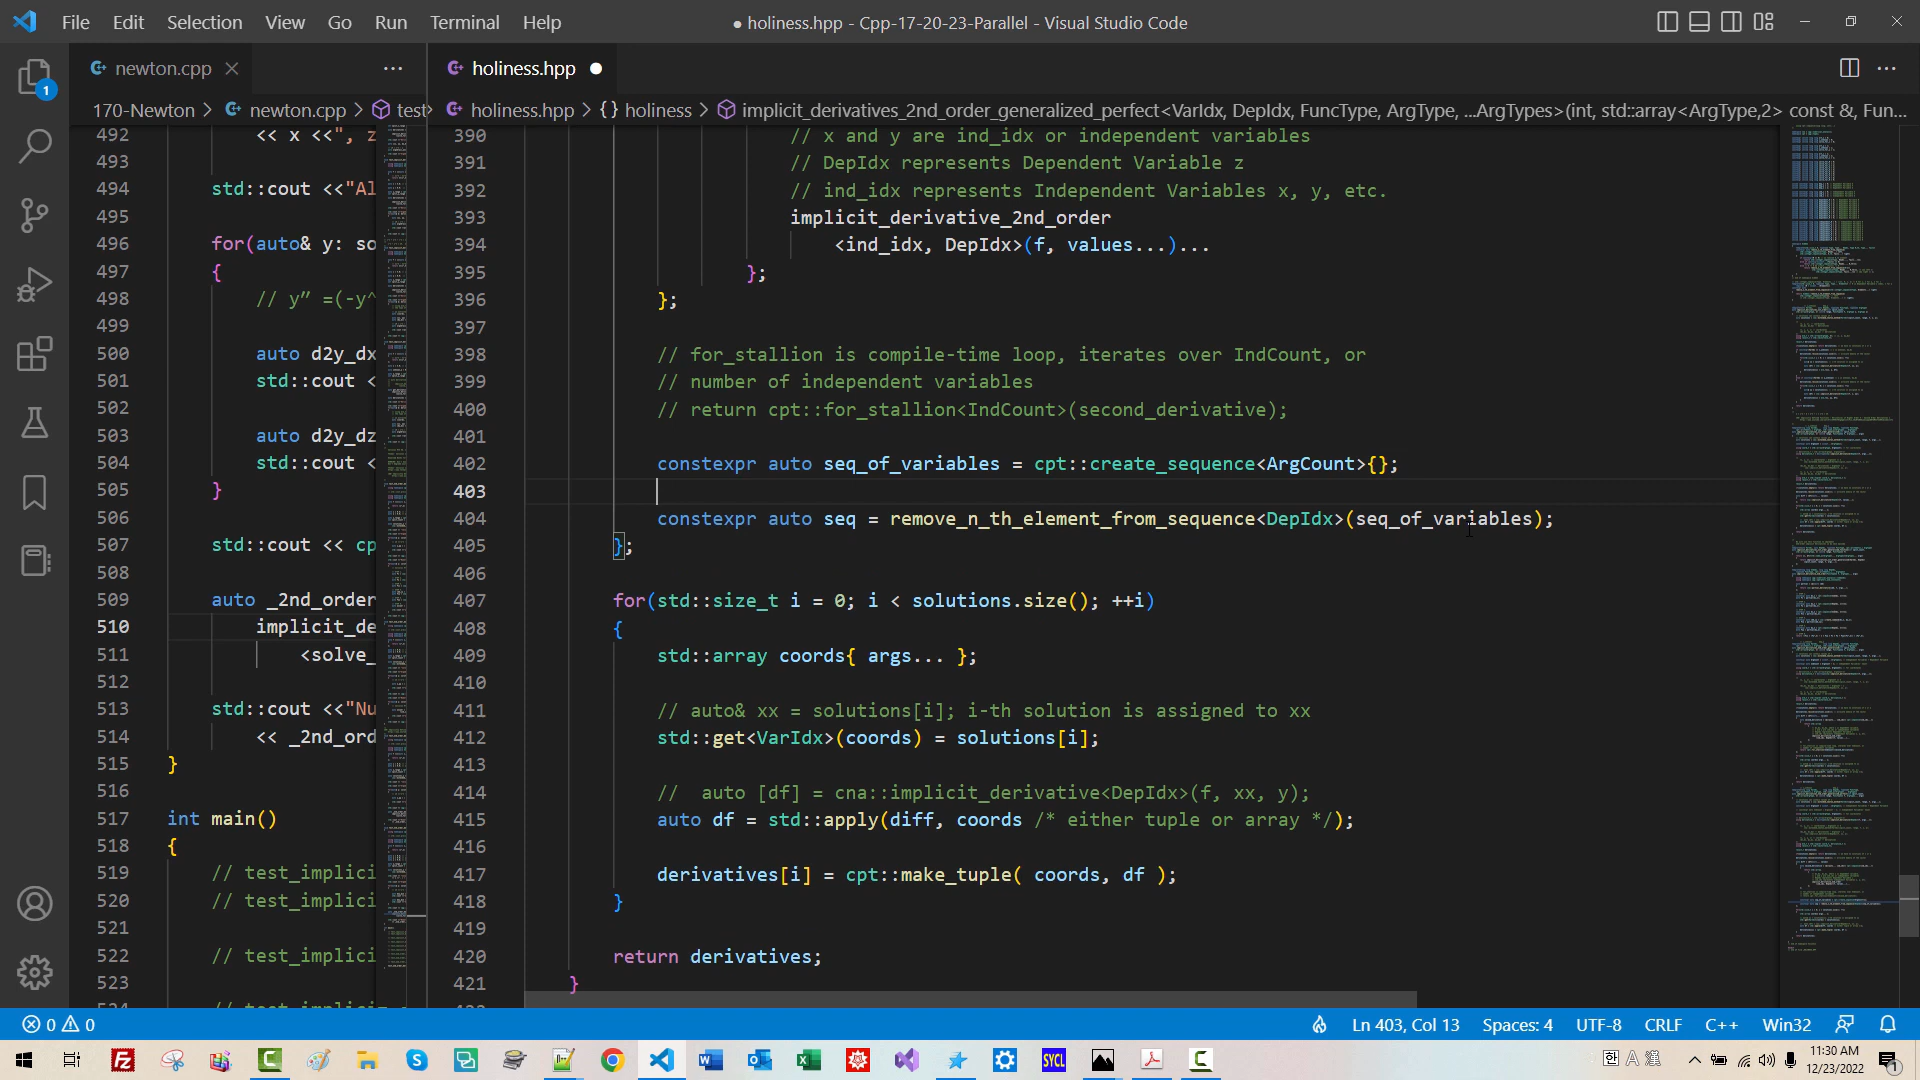 File Edit Selection View Go Run Terminal Help
● holiness.hpp - Cpp-17-20-23-Parallel - Visual Studio Code
newton.cpp
holiness.hpp
170-Newton > newton.cpp > test
holiness.hpp > {} holiness > implicit_derivatives_2nd_order_generalized_perfect<VarIdx, DepIdx, FuncType, ArgType, ...ArgTypes>(int, std::array<ArgType,2> const &, Fun...
492 << x <<", z
493
494 std::cout <<"Al
495
496 for(auto& y: so
497 {
498 // y” =(-y^
499
500 auto d2y_dx
501 std::cout <
502
503 auto d2y_dz
504 std::cout <
505 }
506
507 std::cout << cp
508
509 auto _2nd_order
510 implicit_de
511 <solve_
512
513 std::cout <<"Nu
514 << _2nd_ord
515 }
516
517 int main()
518 {
519 // test_implici
520 // test_implici
521
522 // test_implici
523
390 // x and y are ind_idx or independent variables
391 // DepIdx represents Dependent Variable z
392 // ind_idx represents Independent Variables x, y, etc.
393 implicit_derivative_2nd_order
394 <ind_idx, DepIdx>(f, values...)...
395 };
396 };
397
398 // for_stallion is compile-time loop, iterates over IndCount, or
399 // number of independent variables
400 // return cpt::for_stallion<IndCount>(second_derivative);
401
402 constexpr auto seq_of_variables = cpt::create_sequence<ArgCount>{};
403
404 constexpr auto seq = remove_n_th_element_from_sequence<DepIdx>(seq_of_variables);
405 };
406
407 for(std::size_t i = 0; i < solutions.size(); ++i)
408 {
409 std::array coords{ args... };
410
411 // auto& xx = solutions[i]; i-th solution is assigned to xx
412 std::get<VarIdx>(coords) = solutions[i];
413
414 //  auto [df] = cna::implicit_derivative<DepIdx>(f, xx, y);
415 auto df = std::apply(diff, coords /* either tuple or array */);
416
417 derivatives[i] = cpt::make_tuple( coords, df );
418 }
419
420 return derivatives;
421 }
1
0 0
Ln 403, Col 13 Spaces: 4 UTF-8 CRLF C++ Win32
SYCL
한 A 漢
11:30 AM
12/23/2022
1